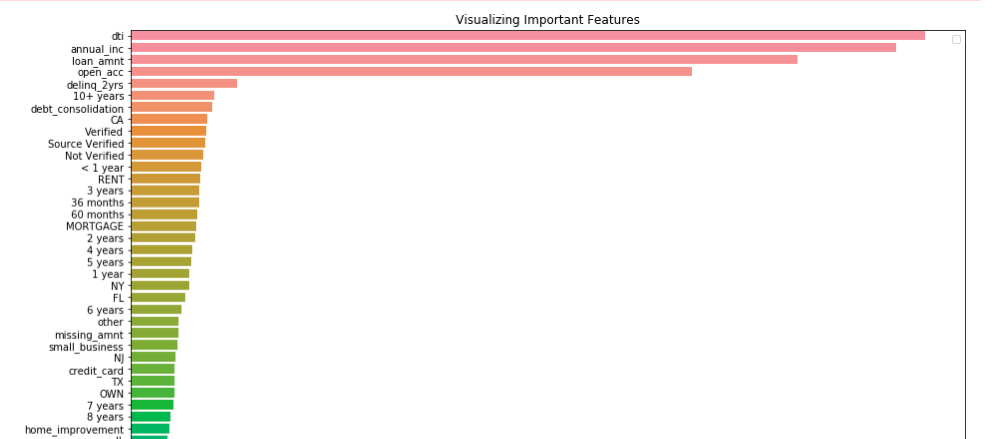 Visualizing Important Features
dti
annual_inc
loan_amnt
open_acc
delinq_2yrs
10+ years
debt_consolidation
CA
Verified
Source Verified
Not Verified
< 1 year
RENT
3 years
36 months
60 months
MORTGAGE
2 years
4 years
5 years
1 year
NY
FL
6 years
other
missing_amnt
small_business
NJ
credit_card
TX
OWN
7 years
8 years
home_improvement